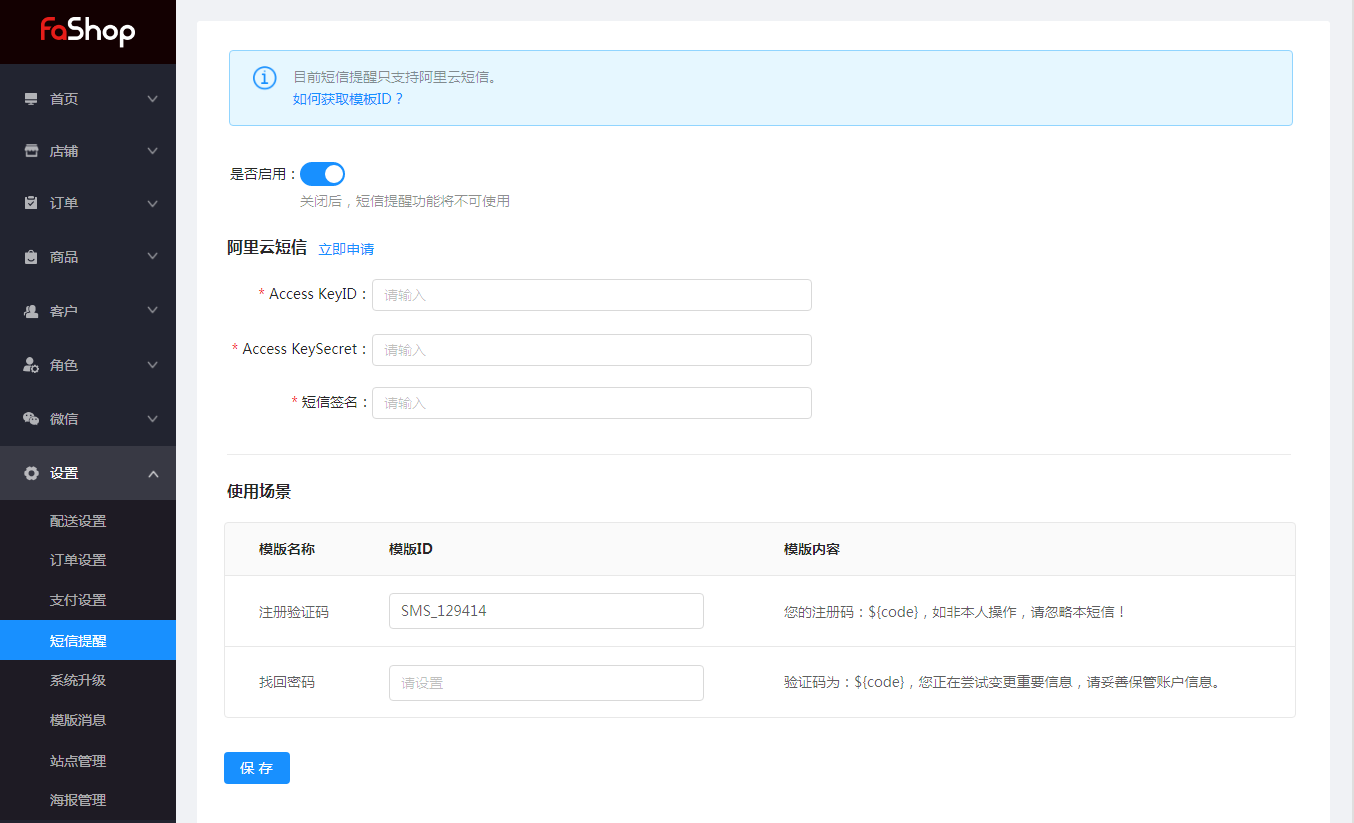 FaShop
首页
店铺
订单
商品
客户
角色
微信
设置
配送设置
订单设置
支付设置
短信提醒
系统升级
模版消息
站点管理
海报管理
目前短信提醒只支持阿里云短信。
如何获取模板ID？
是否启用：
关闭后，短信提醒功能将不可使用
阿里云短信 立即申请
* Access KeyID： 请输入
* Access KeySecret： 请输入
* 短信签名： 请输入
使用场景
模版名称 模版ID 模版内容
注册验证码 SMS_129414 您的注册码：${code}，如非本人操作，请忽略本短信！
找回密码 请设置 验证码为：${code}，您正在尝试变更重要信息，请妥善保管账户信息。
保 存